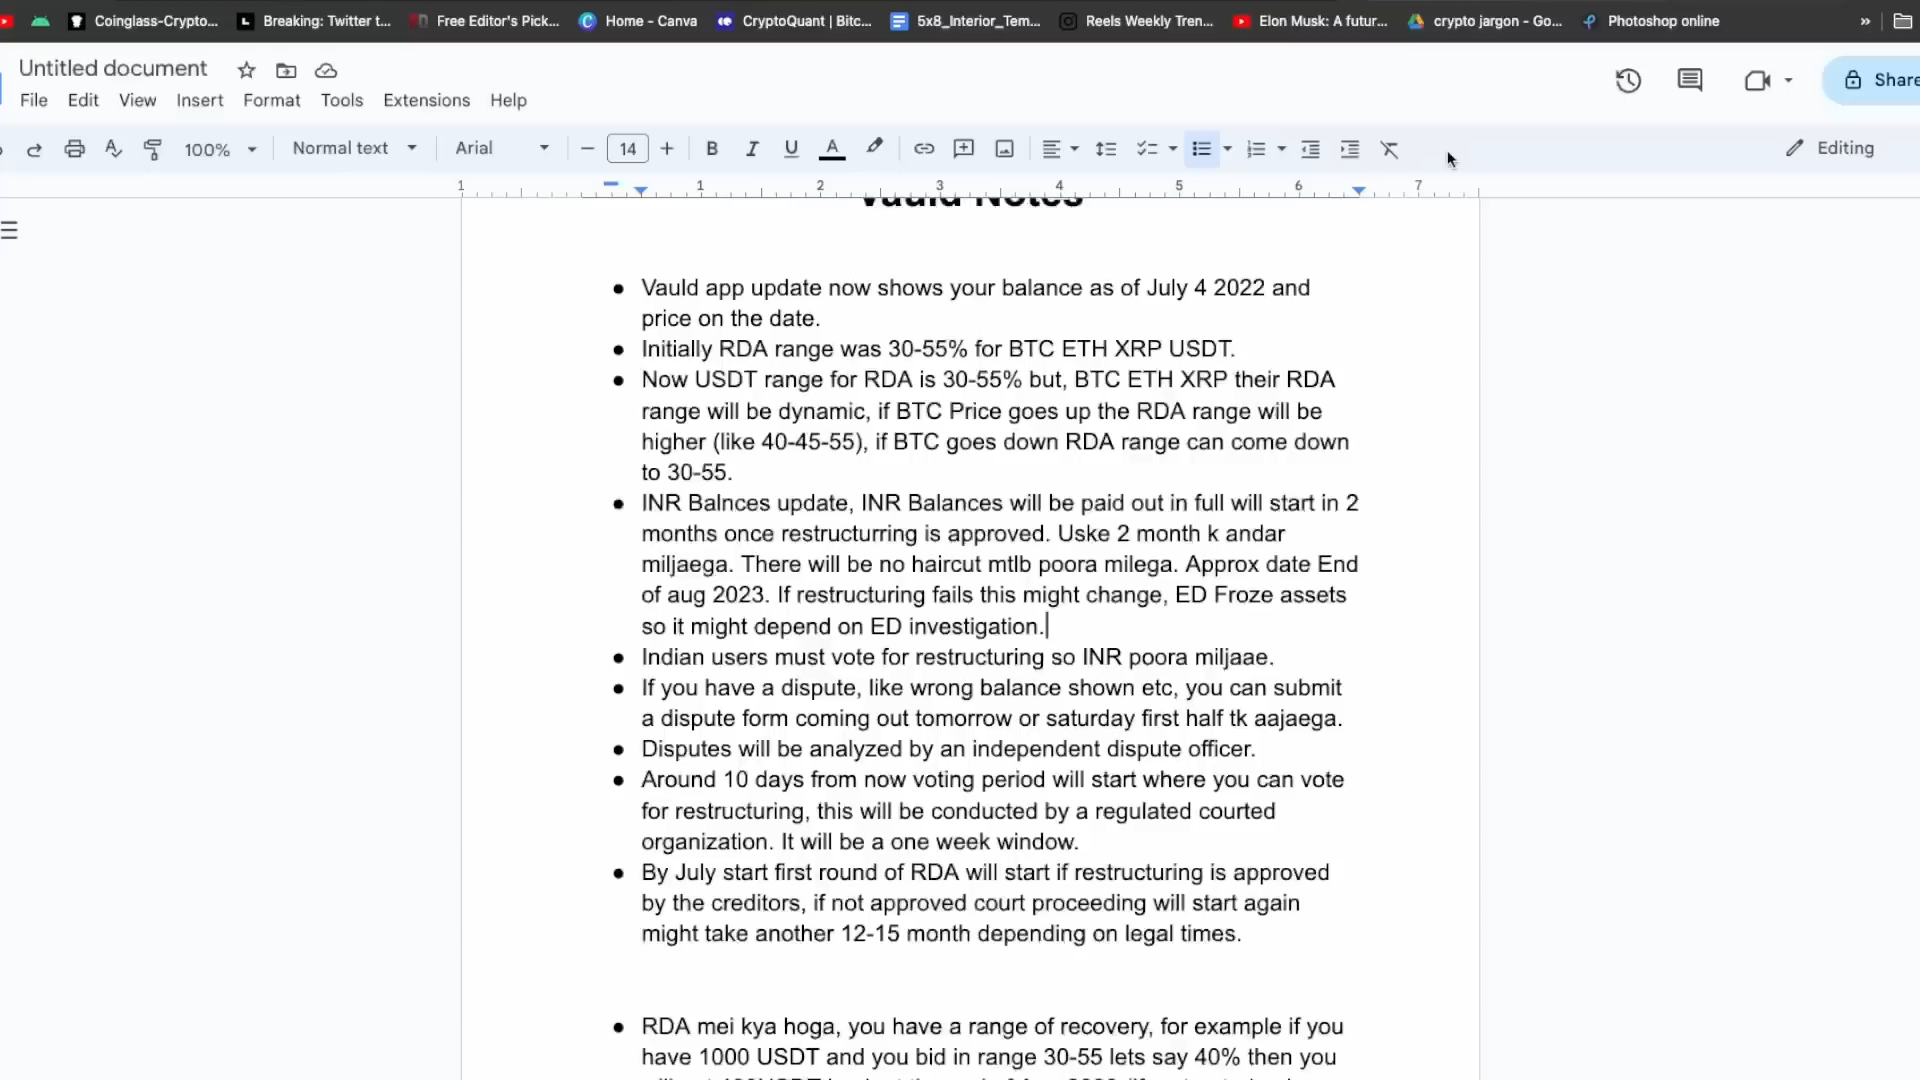 Coinglass-Crypto... Breaking: Twitter t... Free Editor's Pick... Home - Canva CryptoQuant | Bitc... 5x8_Interior_Tem... Reels Weekly Tren... Elon Musk: A futur... crypto jargon - Go... Photoshop online »
Untitled document
File Edit View Insert Format Tools Extensions Help
Share
100% Normal text Arial − 14 + B I U A Editing
1 1 2 3 4 5 6 7
Vauld Notes
● Vauld app update now shows your balance as of July 4 2022 and
price on the date.
● Initially RDA range was 30-55% for BTC ETH XRP USDT.
● Now USDT range for RDA is 30-55% but, BTC ETH XRP their RDA
range will be dynamic, if BTC Price goes up the RDA range will be
higher (like 40-45-55), if BTC goes down RDA range can come down
to 30-55.
● INR Balnces update, INR Balances will be paid out in full will start in 2
months once restructurring is approved. Uske 2 month k andar
miljaega. There will be no haircut mtlb poora milega. Approx date End
of aug 2023. If restructuring fails this might change, ED Froze assets
so it might depend on ED investigation.
● Indian users must vote for restructuring so INR poora miljaae.
● If you have a dispute, like wrong balance shown etc, you can submit
a dispute form coming out tomorrow or saturday first half tk aajaega.
● Disputes will be analyzed by an independent dispute officer.
● Around 10 days from now voting period will start where you can vote
for restructuring, this will be conducted by a regulated courted
organization. It will be a one week window.
● By July start first round of RDA will start if restructuring is approved
by the creditors, if not approved court proceeding will start again
might take another 12-15 month depending on legal times.
● RDA mei kya hoga, you have a range of recovery, for example if you
have 1000 USDT and you bid in range 30-55 lets say 40% then you